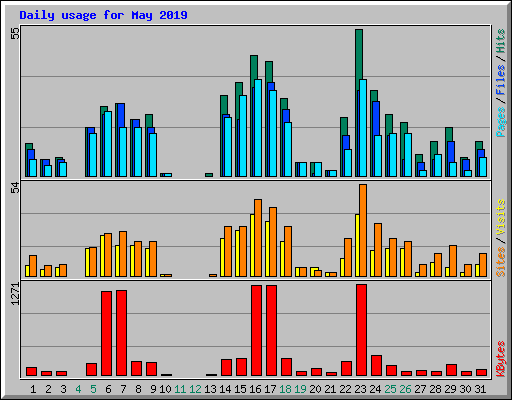 Daily usage for May 2019
55
54
1271
Pages / Files / Hits
Sites / Visits
KBytes
1 2 3 4 5 6 7 8 9 10 11 12 13 14 15 16 17 18 19 20 21 22 23 24 25 26 27 28 29 30 31